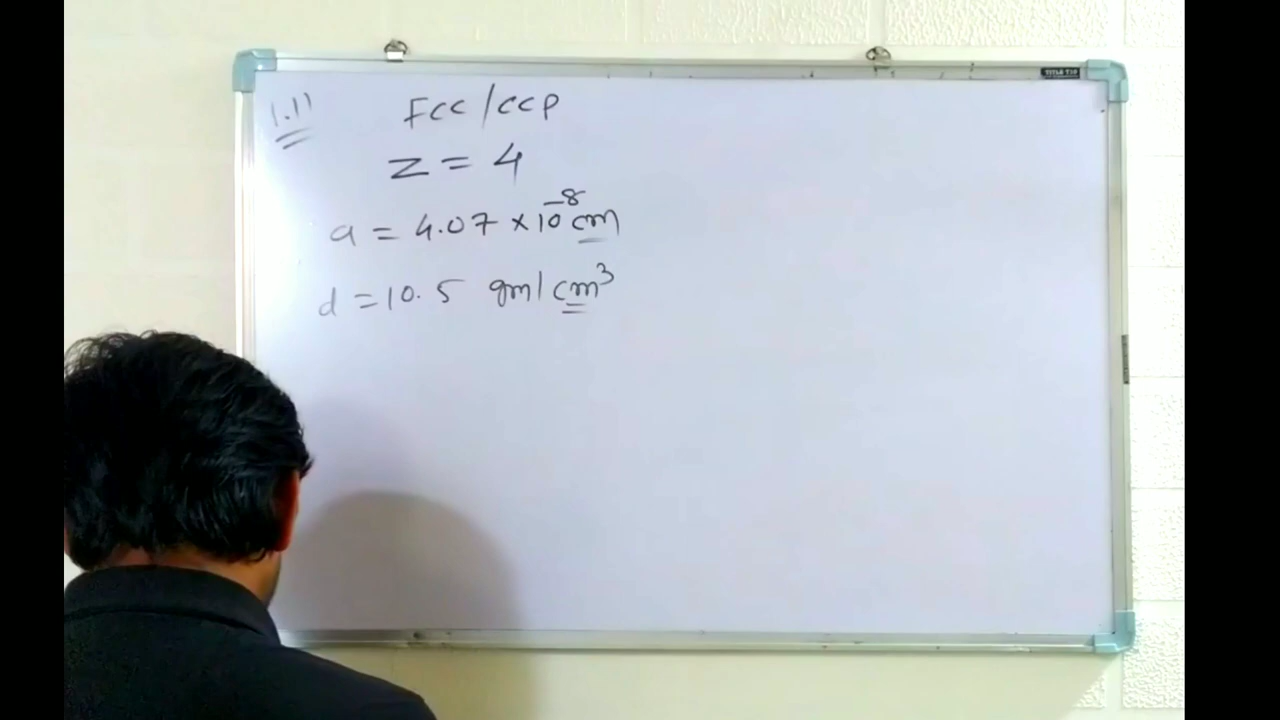 1.11
FCC/CCP
Z = 4
a = 4.07 × 10⁻⁸ cm
d = 10.5 gm/cm³